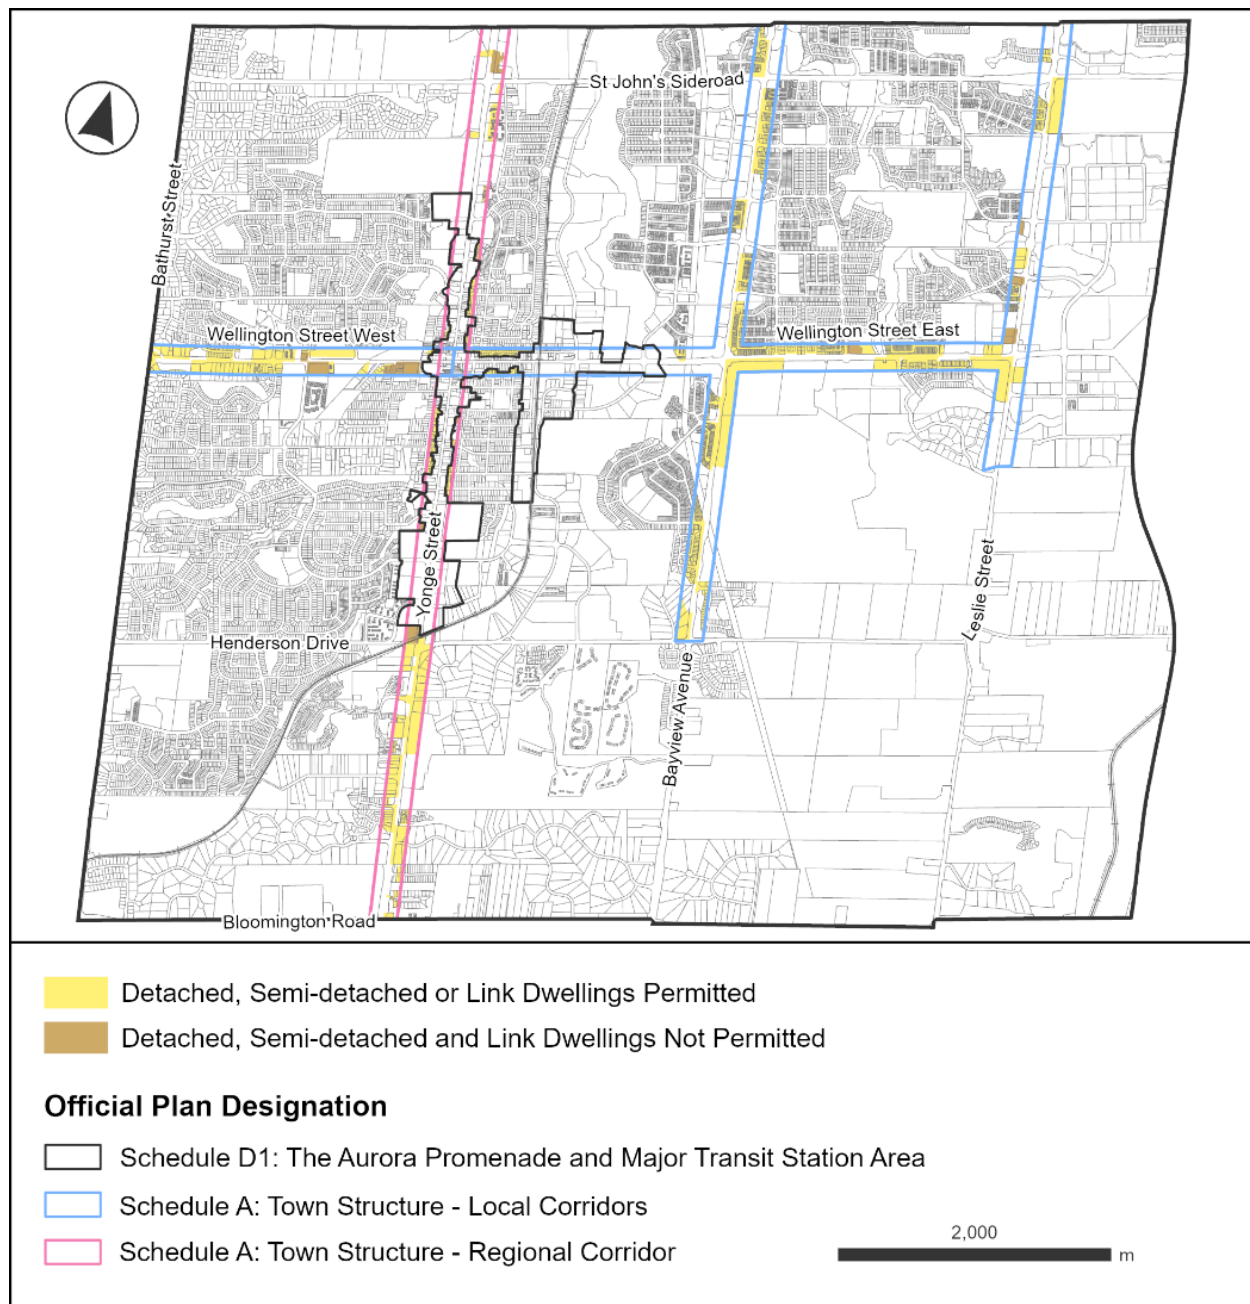 St John's Sideroad
Bathurst Street
Wellington Street West
Wellington Street East
Yonge Street
Leslie Street
Henderson Drive
Bayview Avenue
Bloomington Road
Detached, Semi-detached or Link Dwellings Permitted
Detached, Semi-detached and Link Dwellings Not Permitted
Official Plan Designation
Schedule D1: The Aurora Promenade and Major Transit Station Area
Schedule A: Town Structure - Local Corridors
Schedule A: Town Structure - Regional Corridor
2,000
m